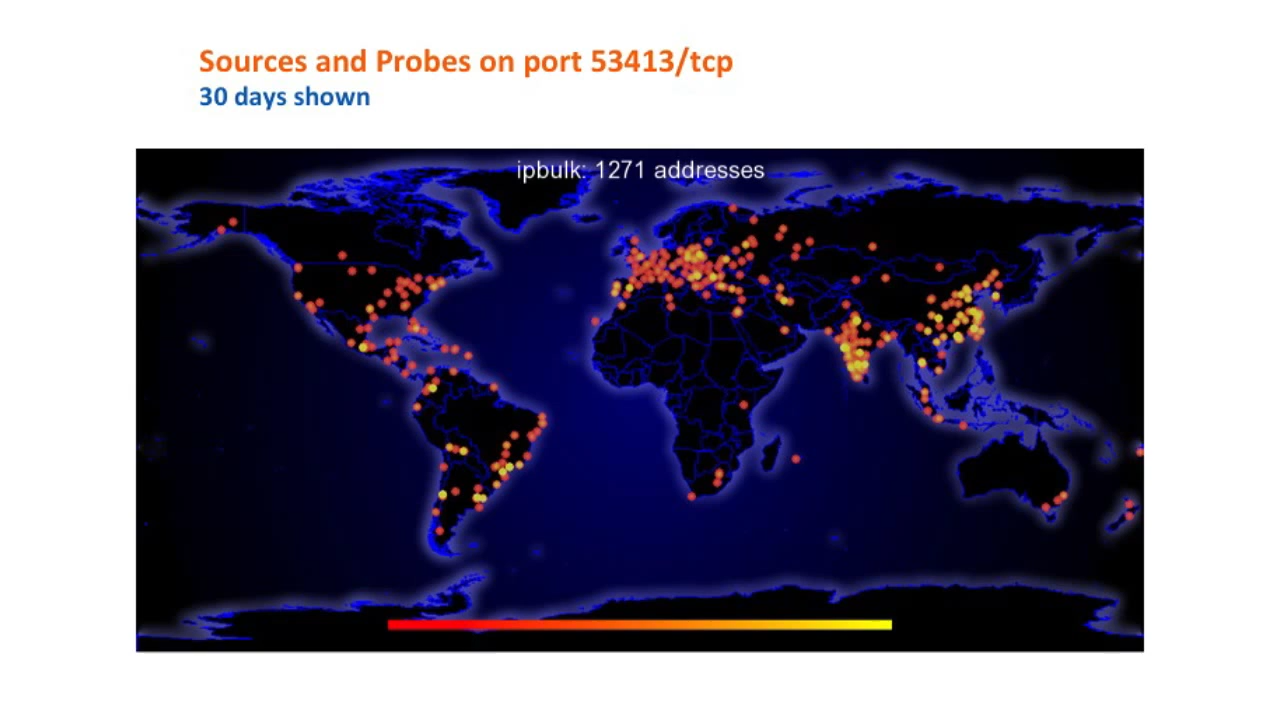 Sources and Probes on port 53413/tcp
30 days shown
ipbulk: 1271 addresses